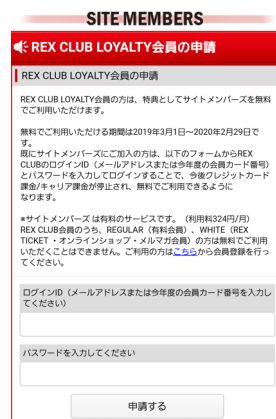 SITE MEMBERS
REX CLUB LOYALTY会員の申請
REX CLUB LOYALTY会員の申請
REX CLUB LOYALTY会員の方は、特典としてサイトメンバーズを無料
でご利用いただけます。
無料でご利用いただける期間は2019年3月1日～2020年2月29日で
す。
既にサイトメンバーズにご加入の方は、以下のフォームからREX
CLUBのログインID（メールアドレスまたは今年度の会員カード番号）
とパスワードを入力してログインすることで、今後クレジットカード
課金/キャリア課金が停止され、無料でご利用できるように
なります。
*サイトメンバーズ は有料のサービスです。（利用料324円/月）
REX CLUB会員のうち、REGULAR（有料会員）、WHITE（REX
TICKET ・オンラインショップ・メルマガ会員）の方は無料でご利用
いただくことはできません。ご利用の方はこちらから会員登録を行っ
てください。
ログインID（メールアドレスまたは今年度の会員カード番号を入力し
てください）
パスワードを入力してください
申請する